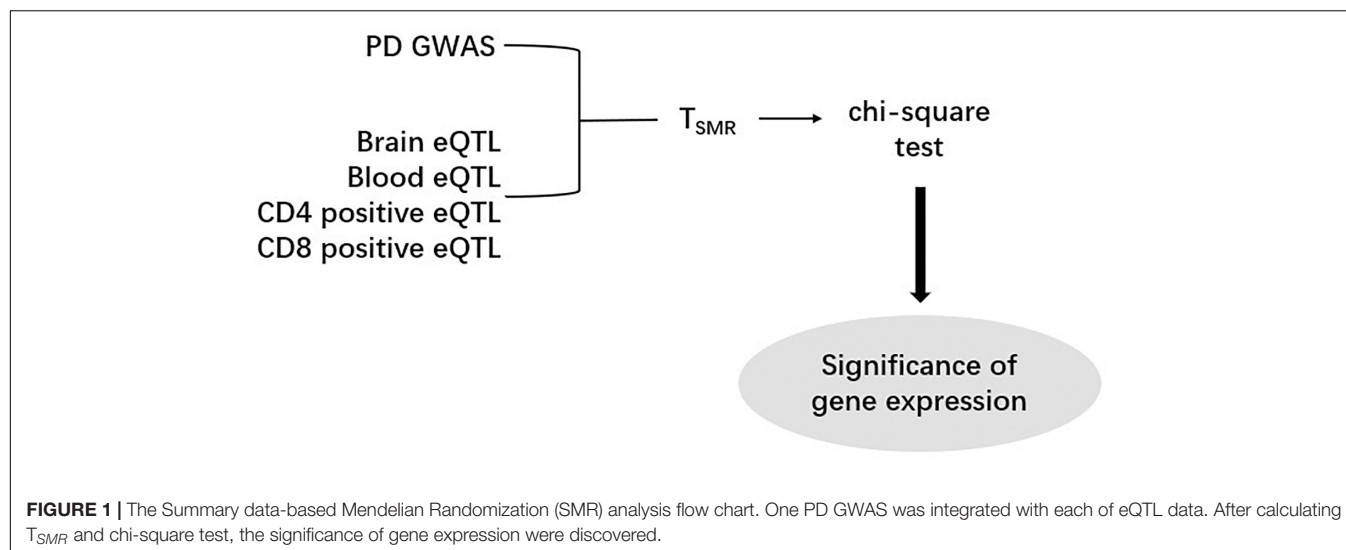 PD GWAS
Brain eQTL
Blood eQTL
CD4 positive eQTL
CD8 positive eQTL
TSMR
chi-square
test
Significance of
gene expression
FIGURE 1 | The Summary data-based Mendelian Randomization (SMR) analysis flow chart. One PD GWAS was integrated with each of eQTL data. After calculating
TSMR and chi-square test, the significance of gene expression were discovered.